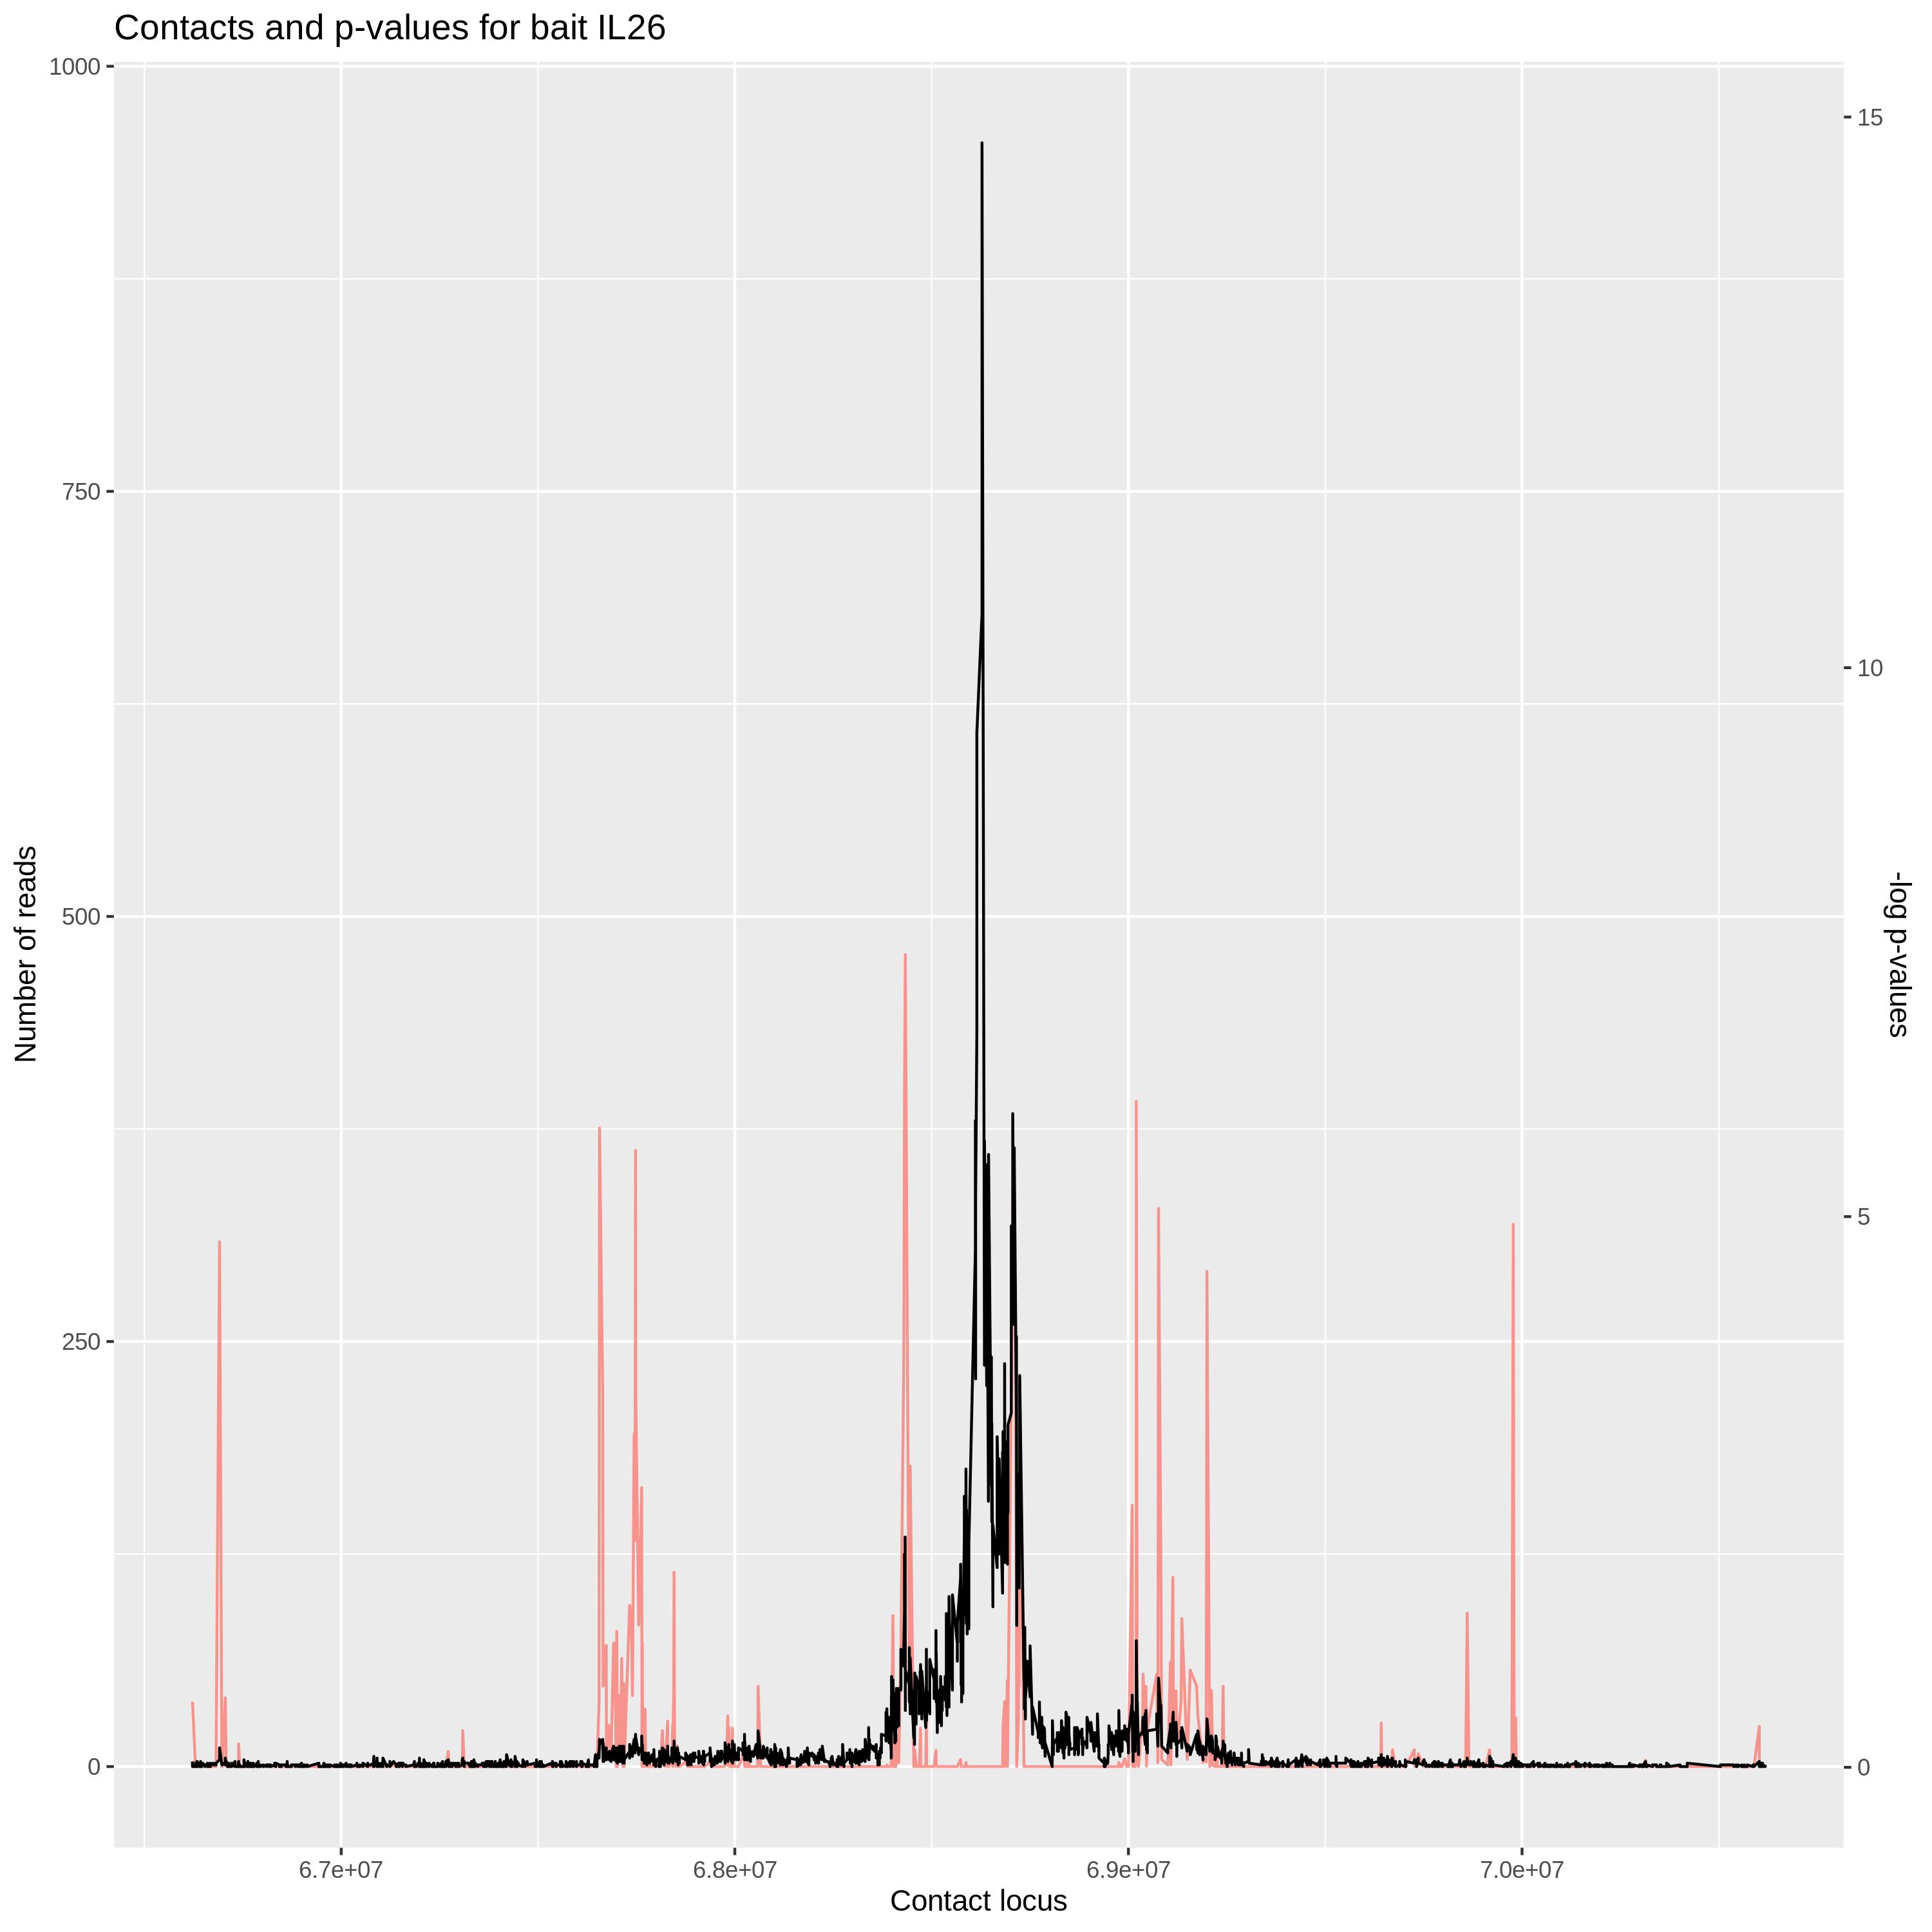 Contacts and p-values for bait IL26
1000
750
500
250
0
15
10
5
0
Number of reads
-log p-values
6.7e+07 6.8e+07 6.9e+07 7.0e+07
Contact locus